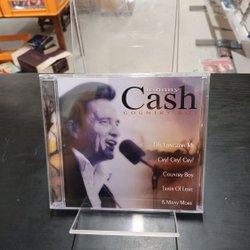 Johnny
Cash
COUNTRY BOY
Oh, Lonesome Me
Cry! Cry! Cry!
Country Boy
Train Of Love
& Many More